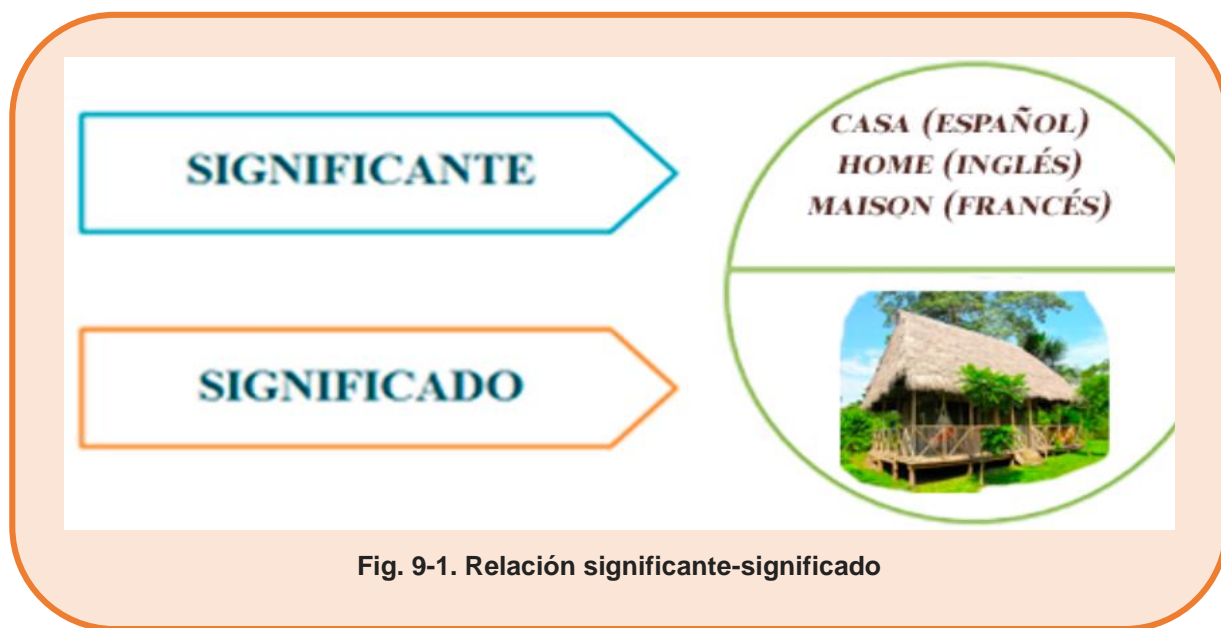 SIGNIFICANTE
CASA (ESPAÑOL)
HOME (INGLÉS)
MAISON (FRANCÉS)
SIGNIFICADO
Fig. 9-1. Relación significante-significado